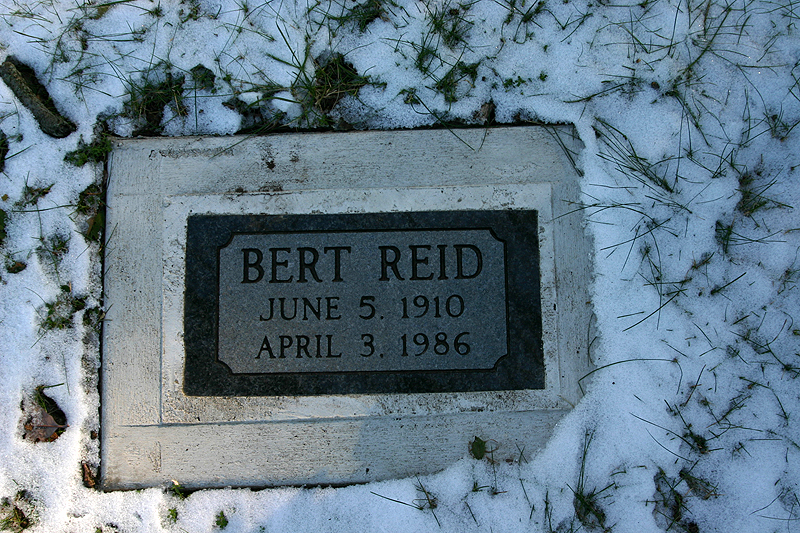 BERT REID
JUNE 5. 1910
APRIL 3. 1986